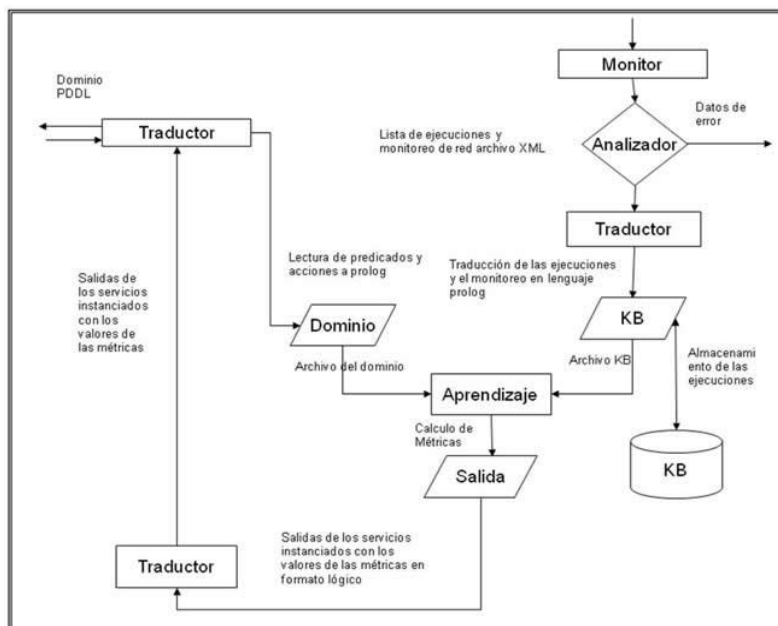 Monitor
Dominio
PDDL
Datos de
error
Traductor
Lista de ejecuciones y
monitoreo de red archivo XML
Analizador
Traductor
Lectura de predicados y
acciones a prolog
Traducción de las ejecuciones
y el monitoreo en lenguaje
prolog
Salidas de
los servicios
instanciados
con los
valores de
las métricas
Dominio
KB
Archivo del dominio
Archivo KB
Almacenami
ento de las
ejecuciones
Aprendizaje
Calculo de
Métricas
Salida
KB
Salidas de los servicios
instanciados con los
valores de las métricas en
formato lógico
Traductor